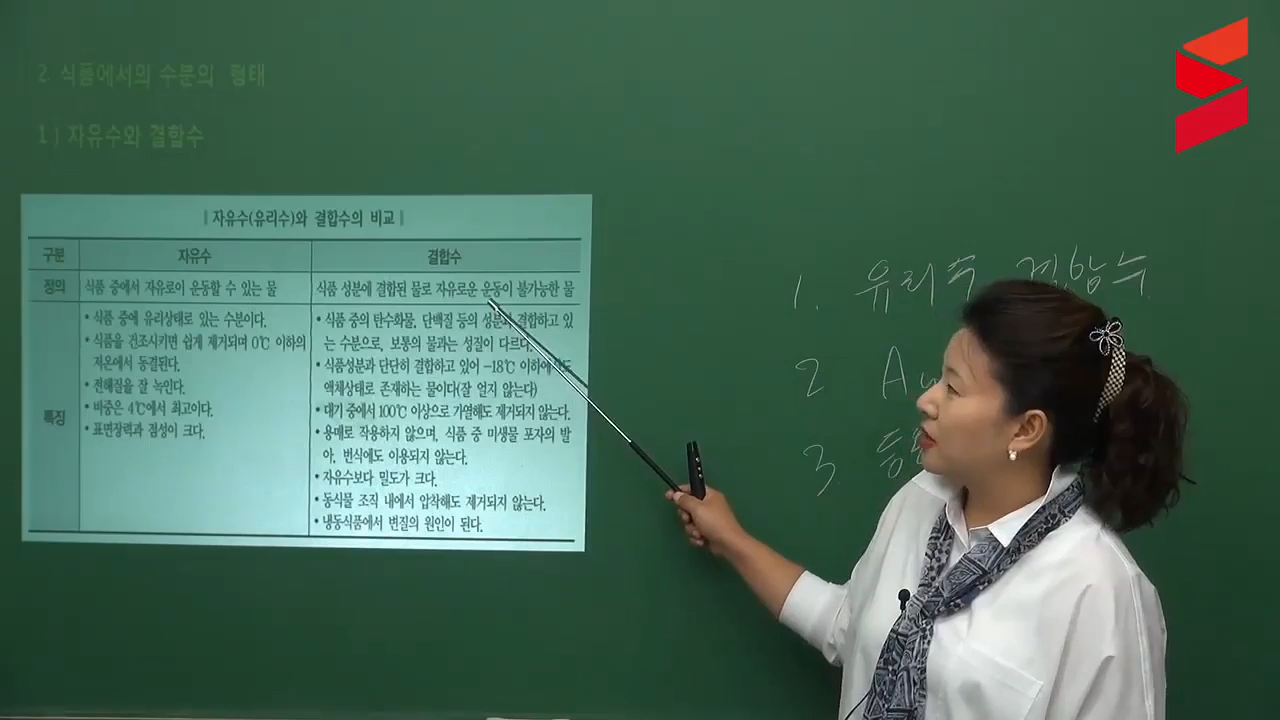 2. 식품에서의 수분의 형태
1) 자유수와 결합수
‖ 자유수(유리수)와 결합수의 비교 ‖
구분 자유수 결합수
정의 식품 중에서 자유로이 운동할 수 있는 물 식품 성분에 결합된 물로 자유로운 운동이 불가능한 물
특징
• 식품 중에 유리상태로 있는 수분이다.
• 식품을 건조시키면 쉽게 제거되며 0℃ 이하의
저온에서 동결된다.
• 전해질을 잘 녹인다.
• 비중은 4℃에서 최고이다.
• 표면장력과 점성이 크다.
• 식품 중의 탄수화물, 단백질 등의 성분과 결합하고 있
는 수분으로, 보통의 물과는 성질이 다르다.
• 식품성분과 단단히 결합하고 있어 -18℃ 이하에서도
액체상태로 존재하는 물이다(잘 얼지 않는다)
• 대기 중에서 100℃ 이상으로 가열해도 제거되지 않는다.
• 용매로 작용하지 않으며, 식품 중 미생물 포자의 발
아, 번식에도 이용되지 않는다.
• 자유수보다 밀도가 크다.
• 동식물 조직 내에서 압착해도 제거되지 않는다.
• 냉동식품에서 변질의 원인이 된다.
1. 유리수 결합수
2 Aw
3 등